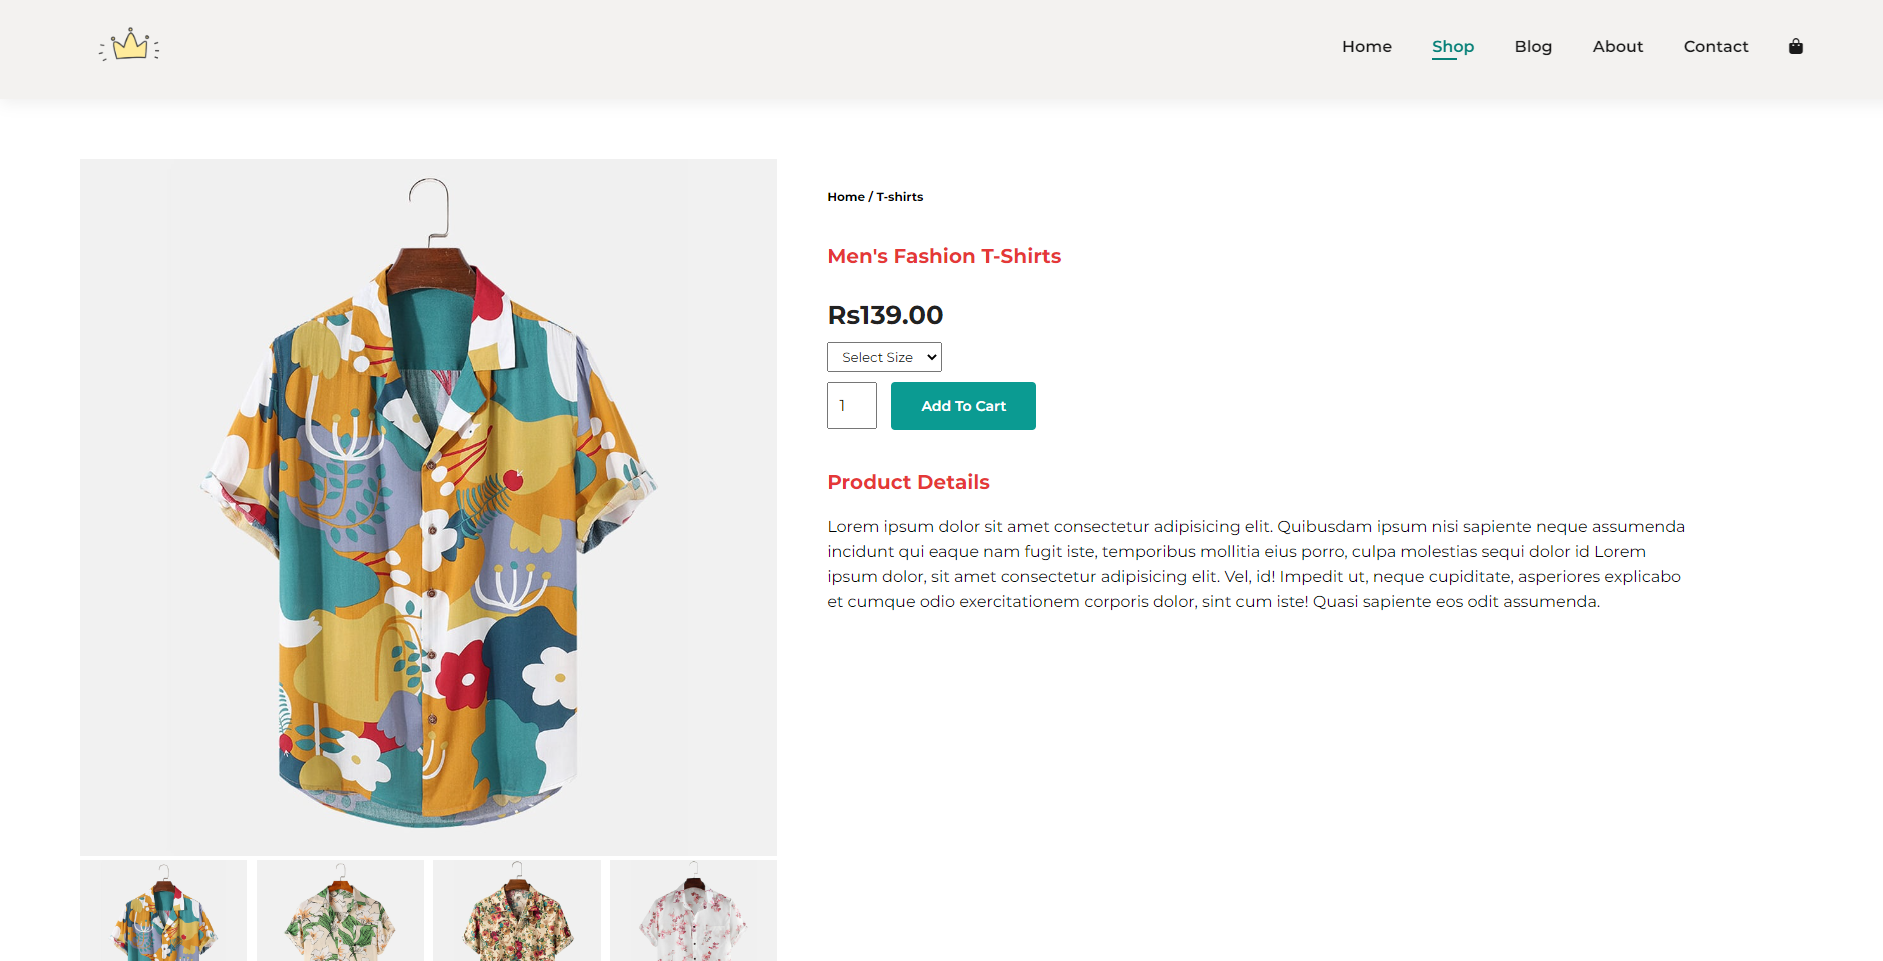 Home
Shop
Blog
About
Contact
Home / T-shirts
Men's Fashion T-Shirts
Rs139.00
Select Size
1
Add To Cart
Product Details
Lorem ipsum dolor sit amet consectetur adipisicing elit. Quibusdam ipsum nisi sapiente neque assumenda
incidunt qui eaque nam fugit iste, temporibus mollitia eius porro, culpa molestias sequi dolor id Lorem
ipsum dolor, sit amet consectetur adipisicing elit. Vel, id! Impedit ut, neque cupiditate, asperiores explicabo
et cumque odio exercitationem corporis dolor, sint cum iste! Quasi sapiente eos odit assumenda.